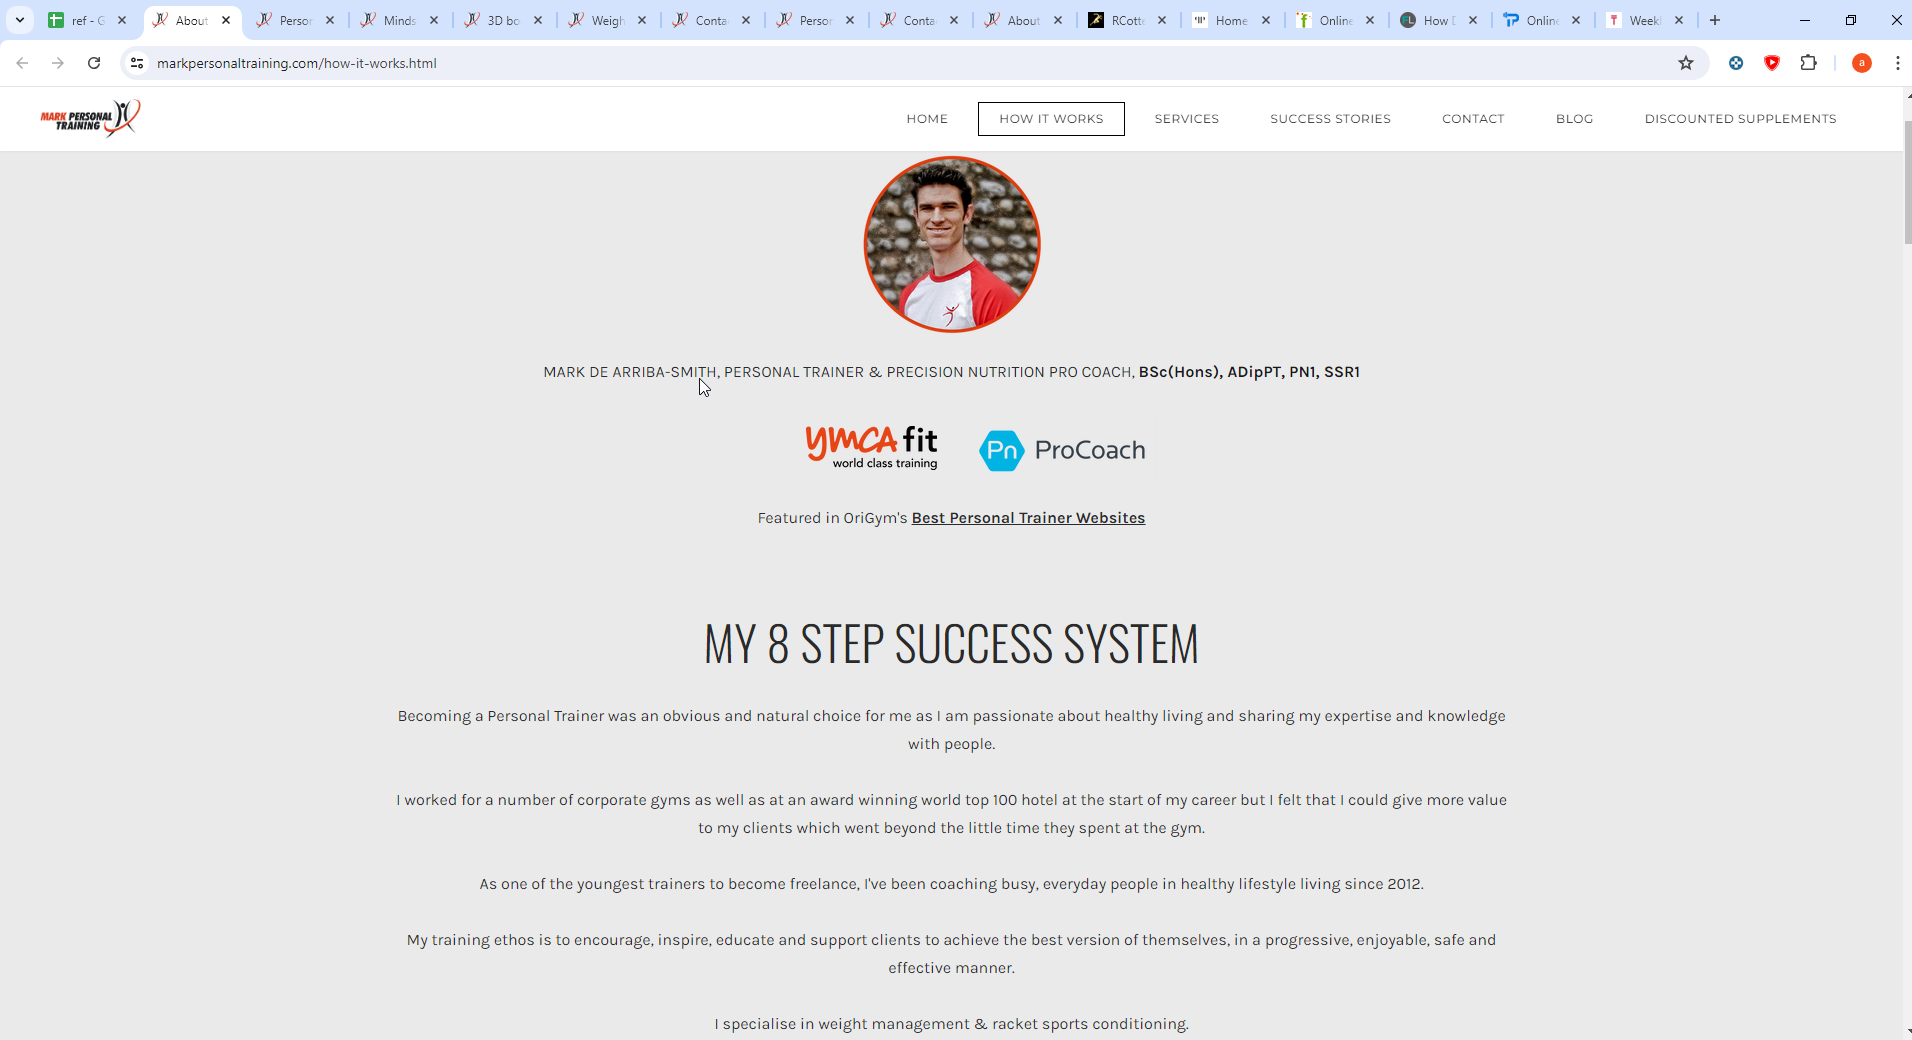 ref - G
About
Person
Minds
3D bo
Weigh
Conta
Person
Conta
About
RCotte
Home
Online
How D
Online
Week
markpersonaltraining.com/how-it-works.html
a
MARK PERSONAL
TRAINING
HOME
HOW IT WORKS
SERVICES
SUCCESS STORIES
CONTACT
BLOG
DISCOUNTED SUPPLEMENTS
MARK DE ARRIBA-SMITH, PERSONAL TRAINER & PRECISION NUTRITION PRO COACH, BSc(Hons), ADipPT, PN1, SSR1
YMCA fit
world class training
Pn ProCoach
Featured in OriGym's Best Personal Trainer Websites
MY 8 STEP SUCCESS SYSTEM
Becoming a Personal Trainer was an obvious and natural choice for me as I am passionate about healthy living and sharing my expertise and knowledge
with people.
I worked for a number of corporate gyms as well as at an award winning world top 100 hotel at the start of my career but I felt that I could give more value
to my clients which went beyond the little time they spent at the gym.
As one of the youngest trainers to become freelance, I've been coaching busy, everyday people in healthy lifestyle living since 2012.
My training ethos is to encourage, inspire, educate and support clients to achieve the best version of themselves, in a progressive, enjoyable, safe and
effective manner.
I specialise in weight management & racket sports conditioning.